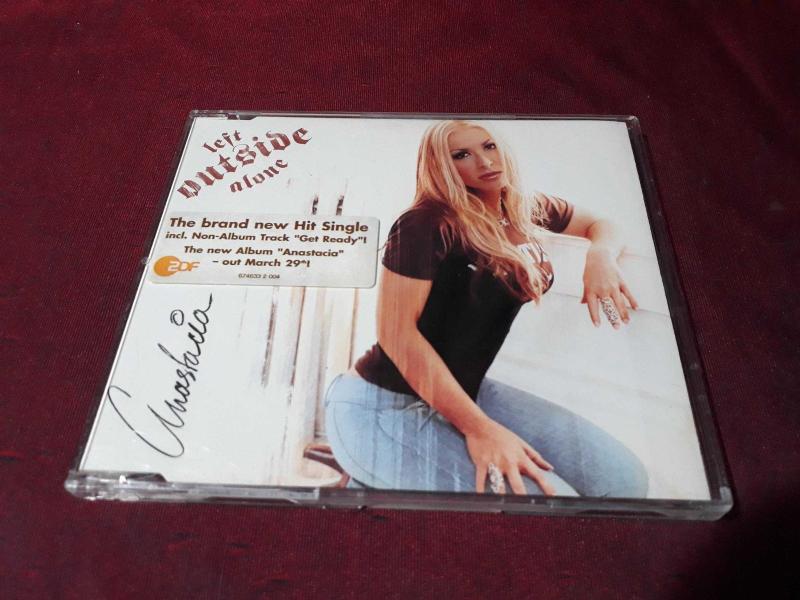 left
outside
alone
The brand new Hit Single
incl. Non-Album Track "Get Ready"!
The new Album "Anastacia"
– out March 29th!
ZDF
674633 2 004
Anastacia